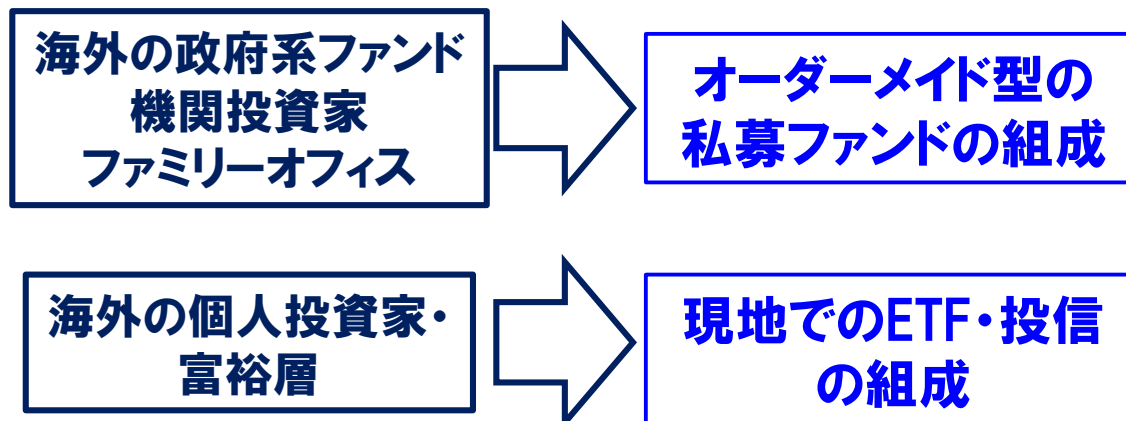 海外の政府系ファンド
機関投資家
ファミリーオフィス
オーダーメイド型の
私募ファンドの組成
海外の個人投資家・
富裕層
現地でのETF・投信
の組成